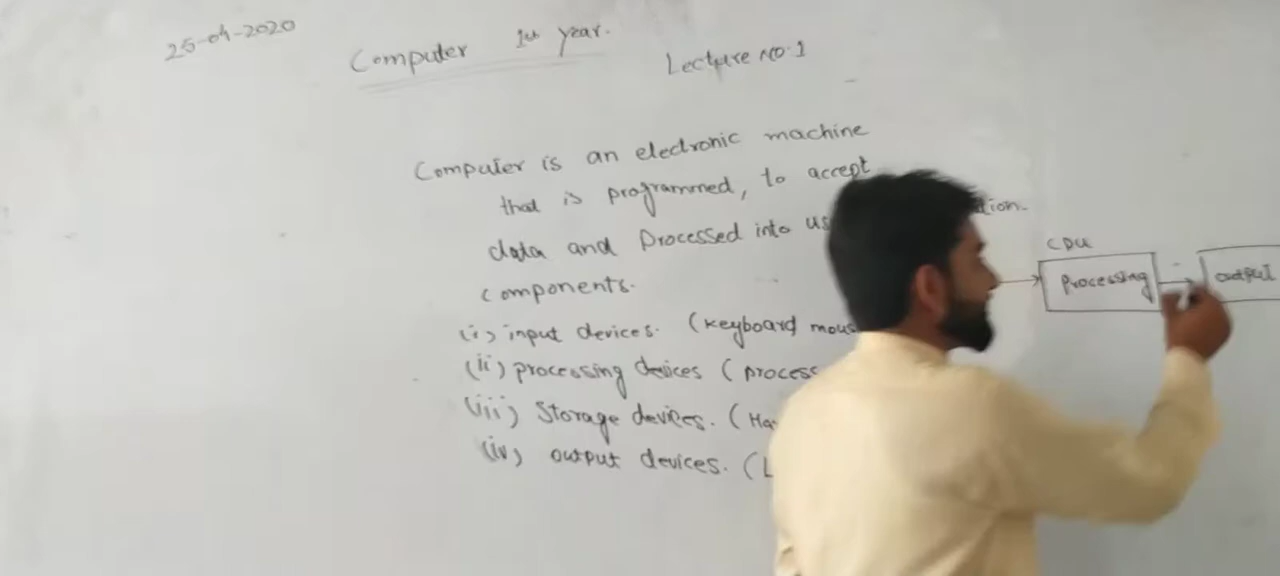 25-04-2020
Computer 1st year.
Lecture NO.1
Computer is an electronic machine
that is programmed, to accept
data and Processed into us tion.
components.
(i) input devices. (keyboard mous
(ii) processing devices (process
(iii) Storage devices. (Ha
(iv) output devices. (L
CPU
Processing
output